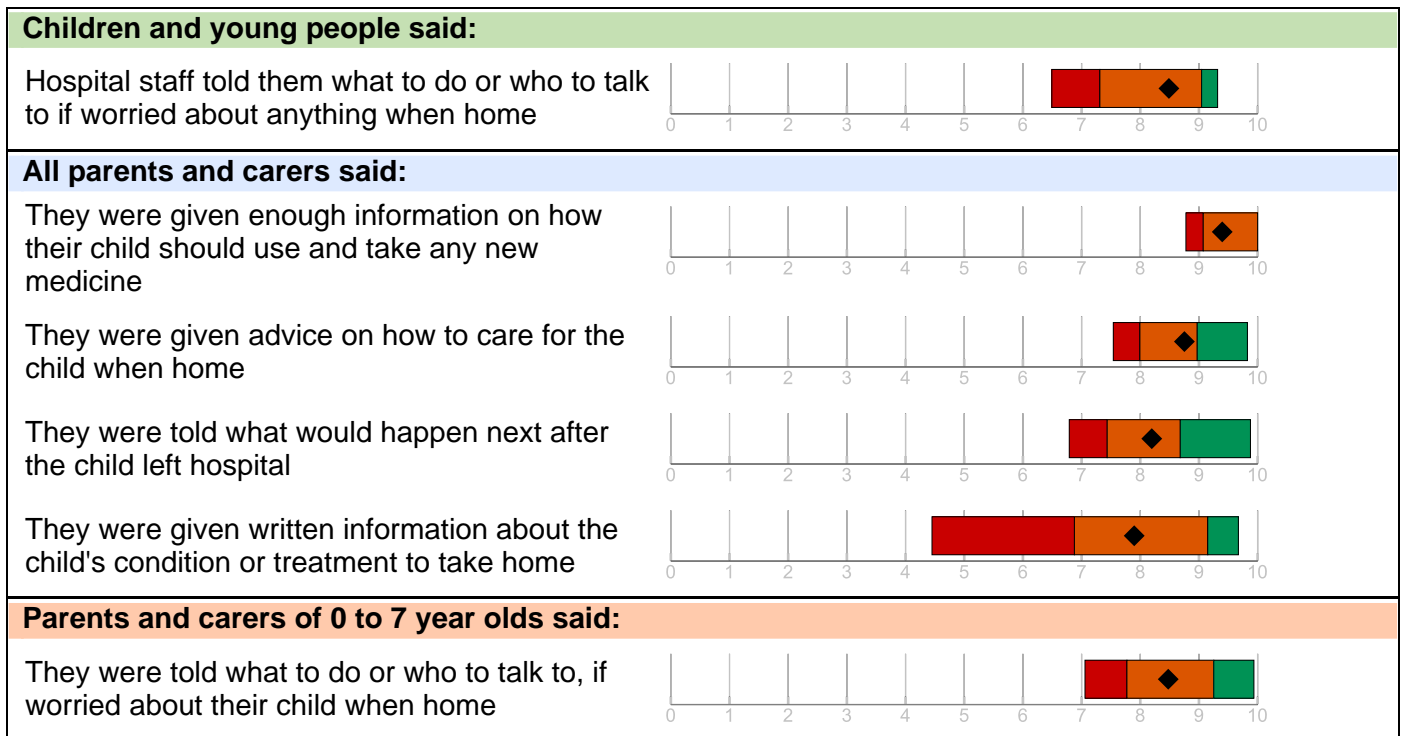 Children and young people said:
Hospital staff told them what to do or who to talk
to if worried about anything when home
0 1 2 3 4 5 6 7 8 9 10
All parents and carers said:
They were given enough information on how
their child should use and take any new
medicine
0 1 2 3 4 5 6 7 8 9 10
They were given advice on how to care for the
child when home
0 1 2 3 4 5 6 7 8 9 10
They were told what would happen next after
the child left hospital
0 1 2 3 4 5 6 7 8 9 10
They were given written information about the
child's condition or treatment to take home
0 1 2 3 4 5 6 7 8 9 10
Parents and carers of 0 to 7 year olds said:
They were told what to do or who to talk to, if
worried about their child when home
0 1 2 3 4 5 6 7 8 9 10